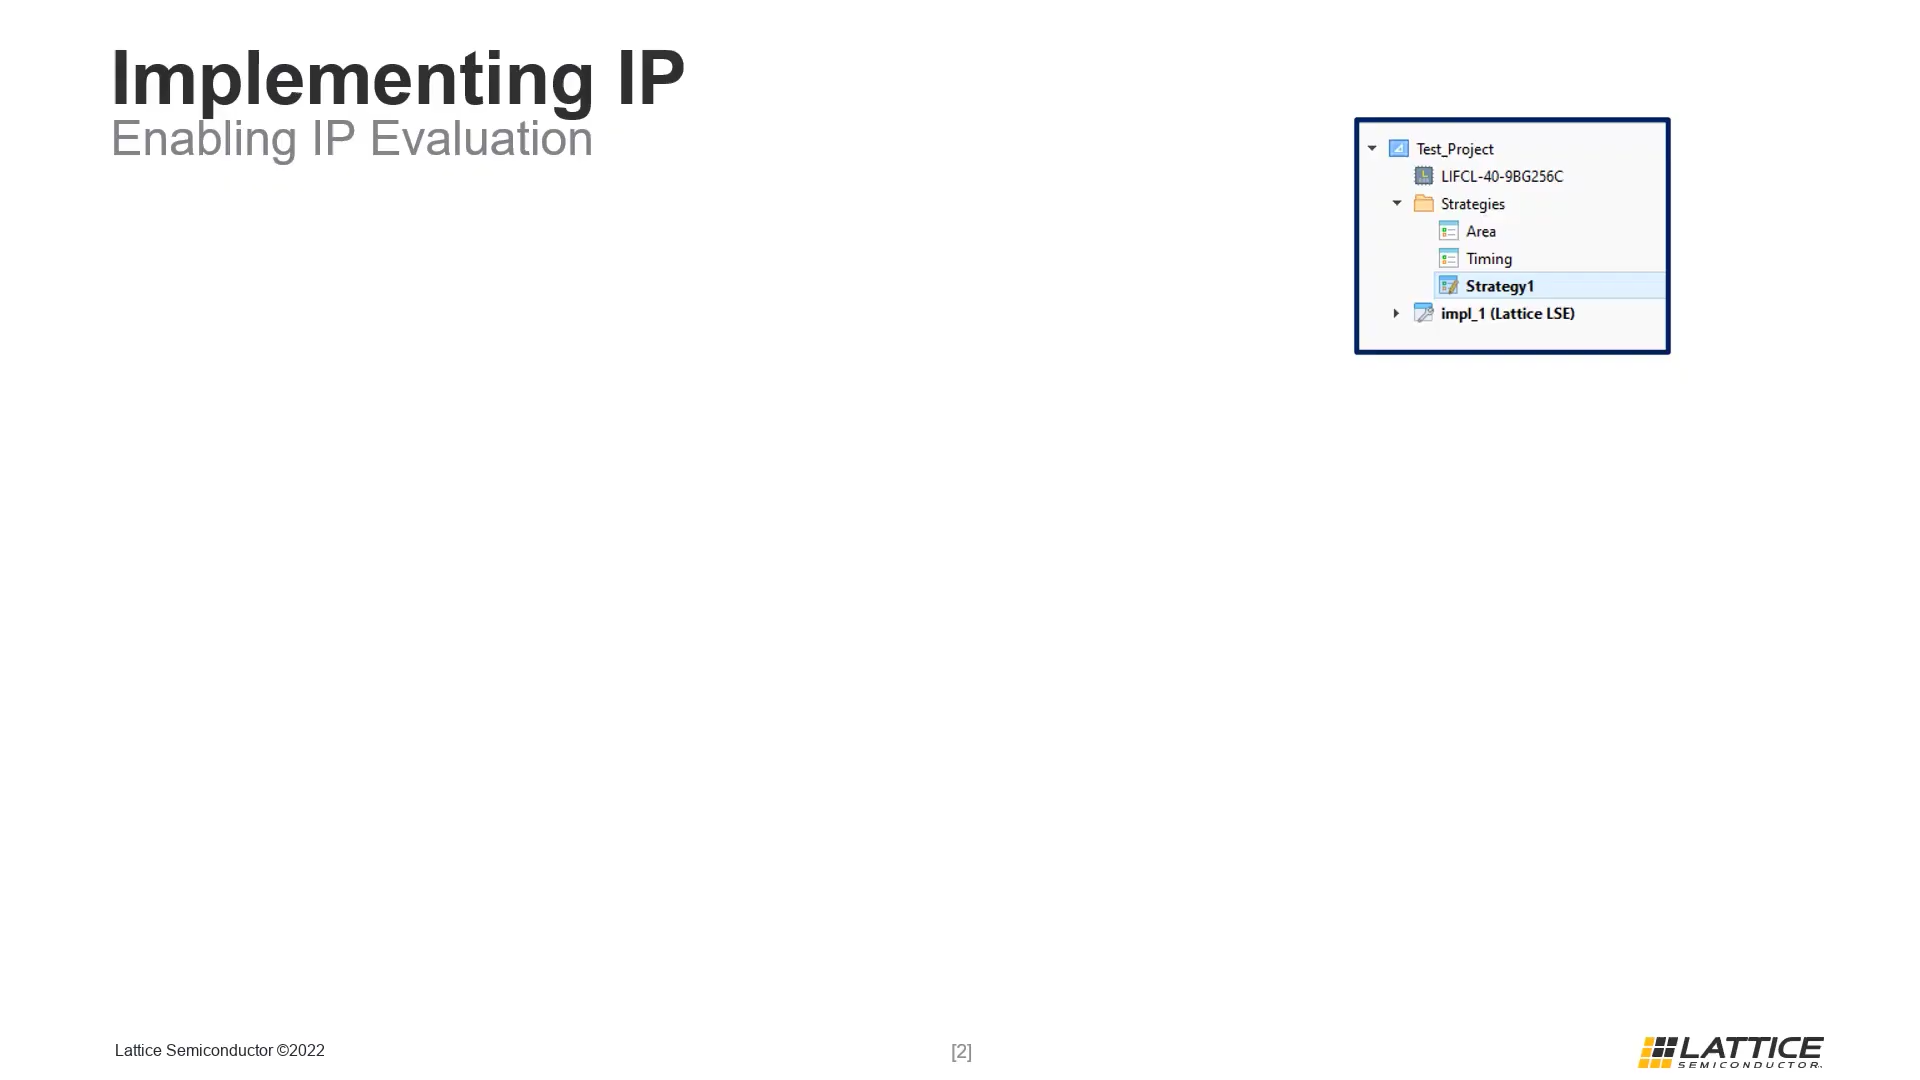 Implementing IP
Enabling IP Evaluation
Test_Project
LIFCL-40-9BG256C
Strategies
Area
Timing
Strategy1
impl_1 (Lattice LSE)
Lattice Semiconductor ©2022
[2]
LATTICE
SEMICONDUCTOR